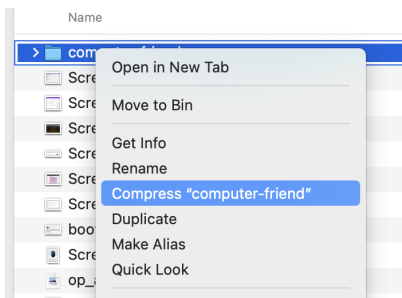 Name
Open in New Tab
Move to Bin
Get Info
Rename
Compress “computer-friend”
Duplicate
Make Alias
Quick Look